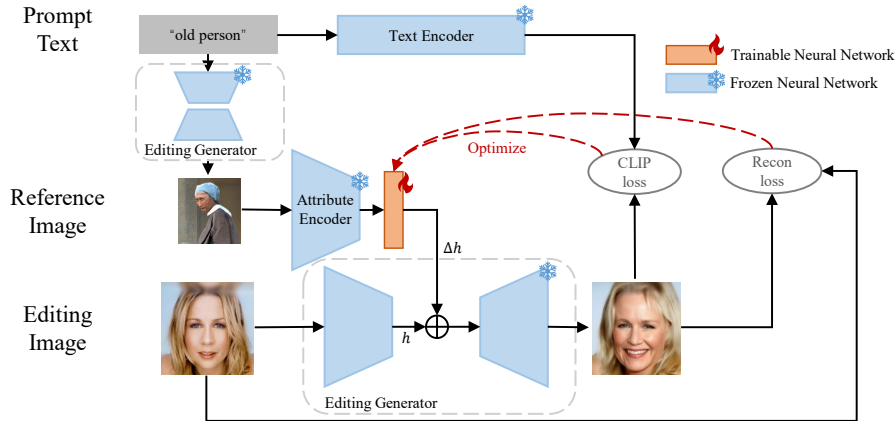 Prompt
Text
"old person"
Text Encoder
Trainable Neural Network
Frozen Neural Network
Editing Generator
Optimize
CLIP
loss
Recon
loss
Reference
Image
Attribute
Encoder
Δh
Editing
Image
h
Editing Generator